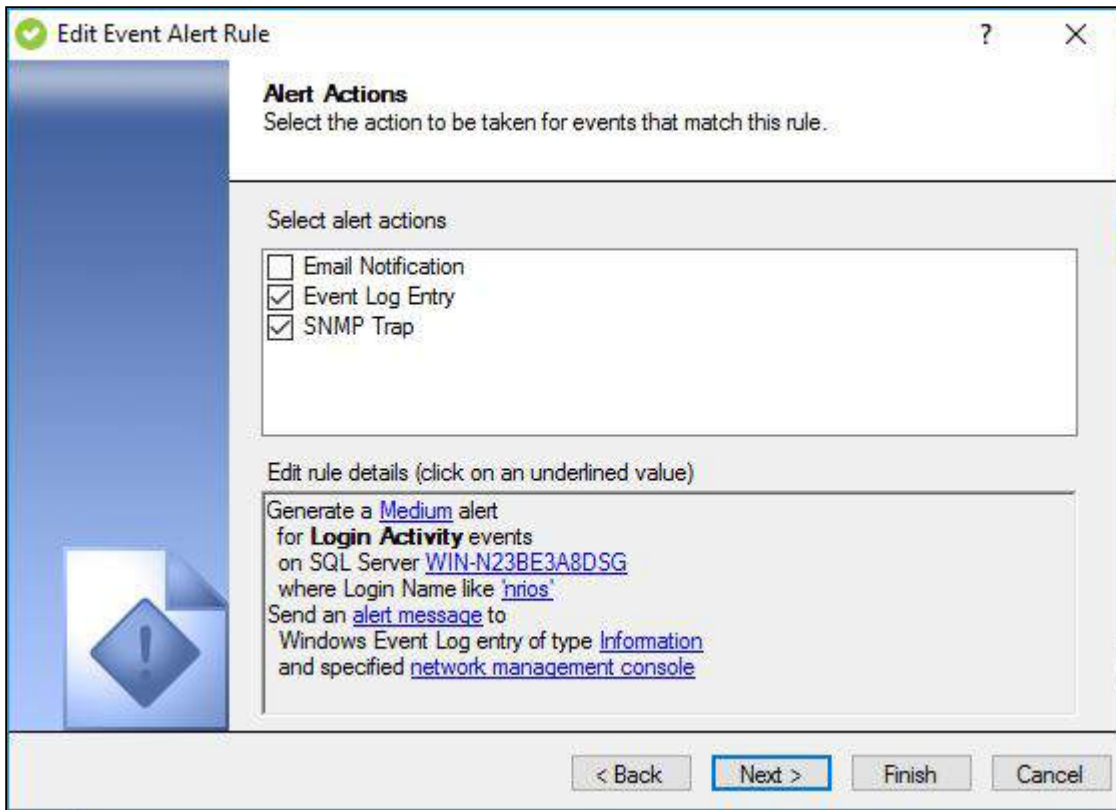 Edit Event Alert Rule
?
Alert Actions
Select the action to be taken for events that match this rule.
Select alert actions
Email Notification
Event Log Entry
SNMP Trap
Edit rule details (click on an underlined value)
Generate a Medium alert
for Login Activity events
on SQL Server WIN-N23BE3A8DSG
where Login Name like 'nrios'
Send an alert message to
Windows Event Log entry of type Information
and specified network management console
< Back Next > Finish Cancel